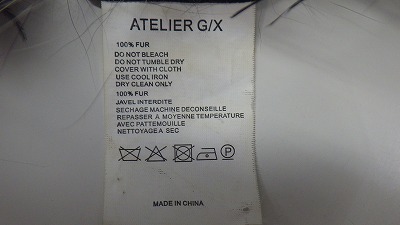 ATELIER G/X
100% FUR
DO NOT BLEACH
DO NOT TUMBLE DRY
COVER WITH CLOTH
USE COOL IRON
DRY CLEAN ONLY
100% FUR
JAVEL INTERDITE
SECHAGE MACHINE DECONSEILLE
REPASSER A MOYENNE TEMPERATURE
AVEC PATTEMOUILLE
NETTOYAGE A SEC
P
MADE IN CHINA